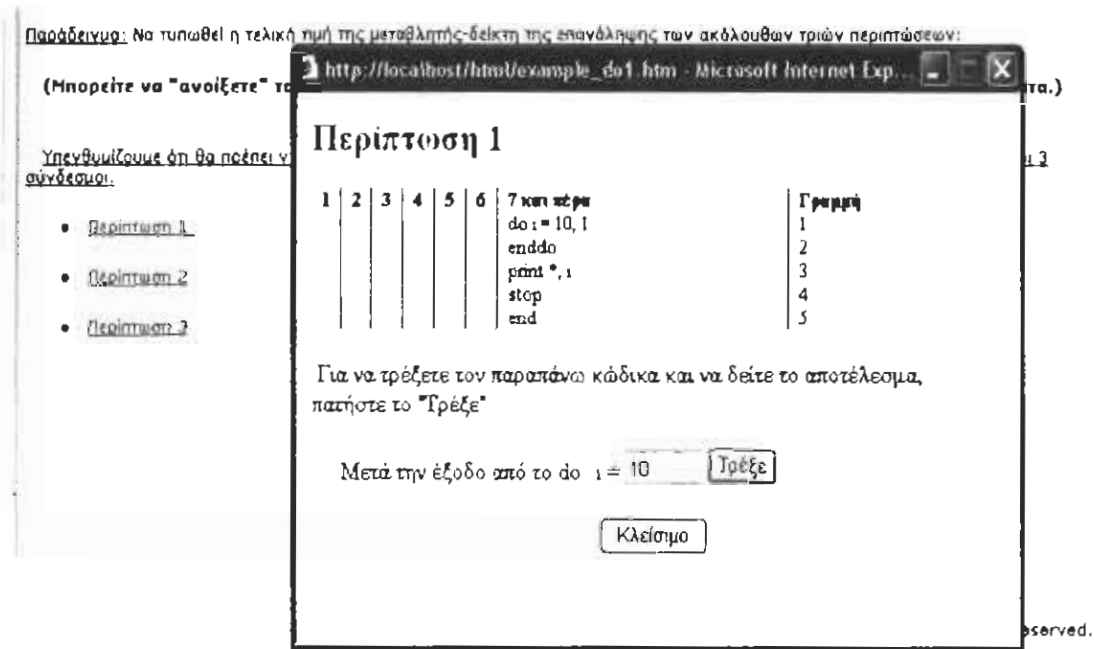 Παράδειγμα: Να τυπωθεί η τελική τιμή της μεταβλητής-δείκτη της επανάληψης των ακόλουθων τριών περιπτώσεων:
(Μπορείτε να "ανοίξετε" τα.)
Υπενθυμίζουμε ότι θα πρέπει 3
σύνδεσμοι.
• Περίπτωση 1
• Περίπτωση 2
• Περίπτωση 3
http://localhost/html/example_do1.htm - Microsoft Internet Exp...
Περίπτωση 1
1 2 3 4 5 6 7 και πέρα Γραμμή
do i = 10, 1 1
enddo 2
print *, i 3
stop 4
end 5
Για να τρέξετε τον παραπάνω κώδικα και να δείτε το αποτέλεσμα,
πατήστε το "Τρέξε"
Μετά την έξοδο από το do i = 10 Τρέξε
Κλείσιμο
served.